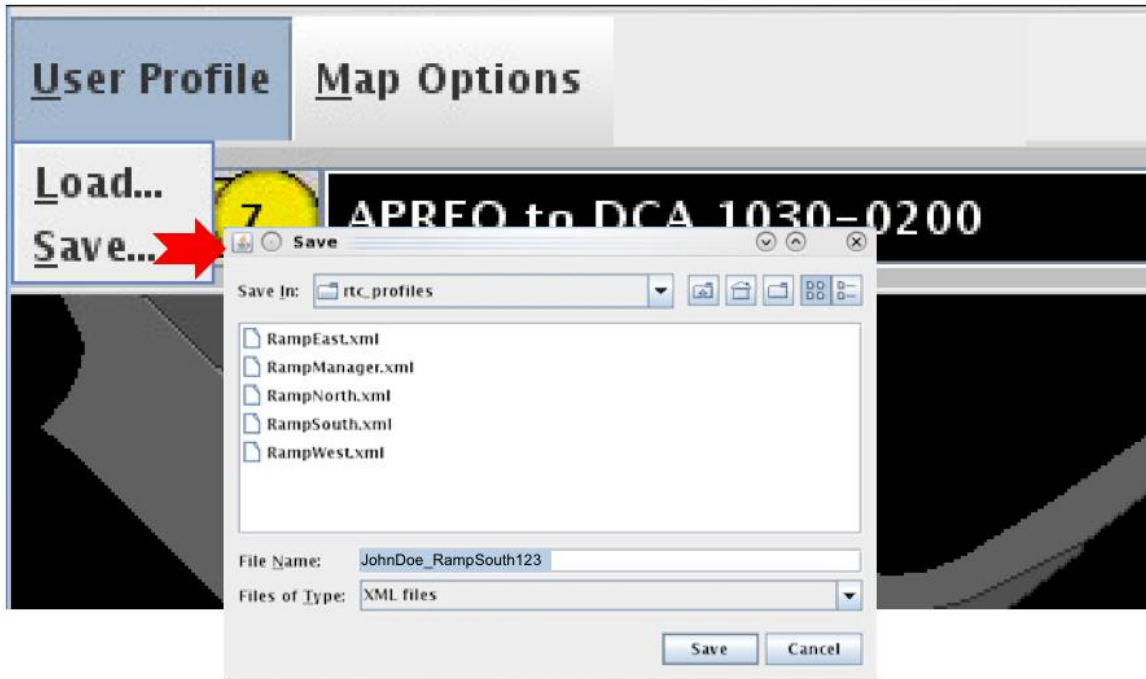 User Profile Map Options
Load...
Save...
7 APREQ to DCA 1030-0200
Save
Save In: rtc_profiles
RampEast.xml
RampManager.xml
RampNorth.xml
RampSouth.xml
RampWest.xml
File Name: JohnDoe_RampSouth123
Files of Type: XML files
Save Cancel